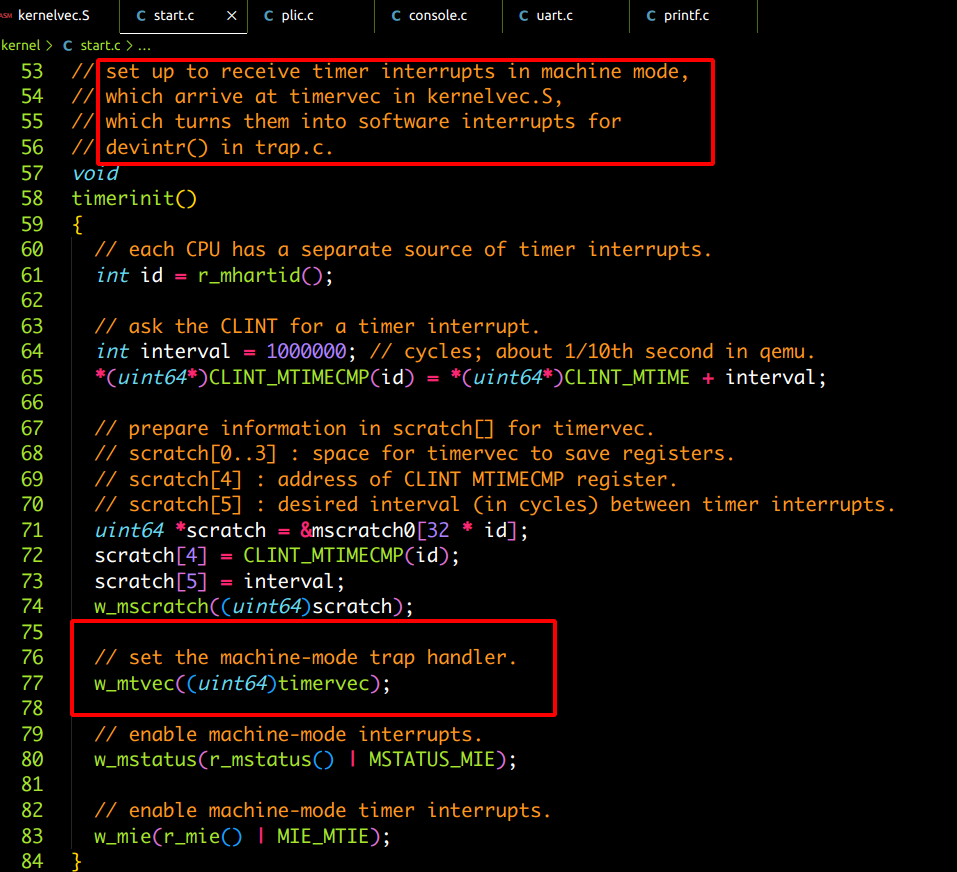 ASM kernelvec.S C start.c × C plic.c C console.c C uart.c C printf.c
kernel > C start.c > ...
53 // set up to receive timer interrupts in machine mode,
54 // which arrive at timervec in kernelvec.S,
55 // which turns them into software interrupts for
56 // devintr() in trap.c.
57 void
58 timerinit()
59 {
60 // each CPU has a separate source of timer interrupts.
61 int id = r_mhartid();
62
63 // ask the CLINT for a timer interrupt.
64 int interval = 1000000; // cycles; about 1/10th second in qemu.
65 *(uint64*)CLINT_MTIMECMP(id) = *(uint64*)CLINT_MTIME + interval;
66
67 // prepare information in scratch[] for timervec.
68 // scratch[0..3] : space for timervec to save registers.
69 // scratch[4] : address of CLINT MTIMECMP register.
70 // scratch[5] : desired interval (in cycles) between timer interrupts.
71 uint64 *scratch = &mscratch0[32 * id];
72 scratch[4] = CLINT_MTIMECMP(id);
73 scratch[5] = interval;
74 w_mscratch((uint64)scratch);
75
76 // set the machine-mode trap handler.
77 w_mtvec((uint64)timervec);
78
79 // enable machine-mode interrupts.
80 w_mstatus(r_mstatus() | MSTATUS_MIE);
81
82 // enable machine-mode timer interrupts.
83 w_mie(r_mie() | MIE_MTIE);
84 }